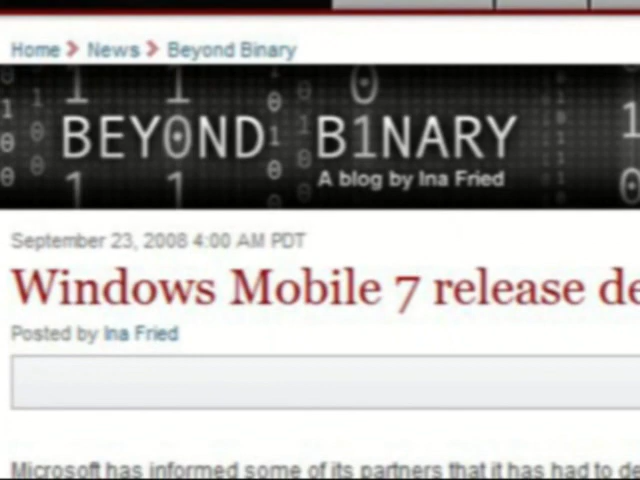 Home > News > Beyond Binary
BEY0ND B1NARY
A blog by Ina Fried
September 23, 2008 4:00 AM PDT
Windows Mobile 7 release de
Posted by Ina Fried
Microsoft has informed some of its partners that it has had to de